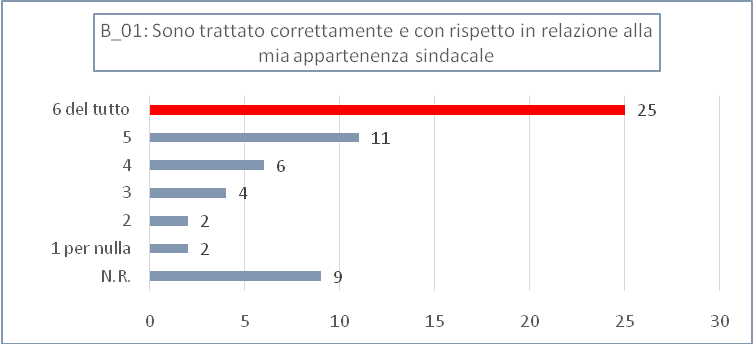 B_01: Sono trattato correttamente e con rispetto in relazione alla
mia appartenenza sindacale
6 del tutto 25
5 11
4 6
3 4
2 2
1 per nulla 2
N.R. 9
0 5 10 15 20 25 30